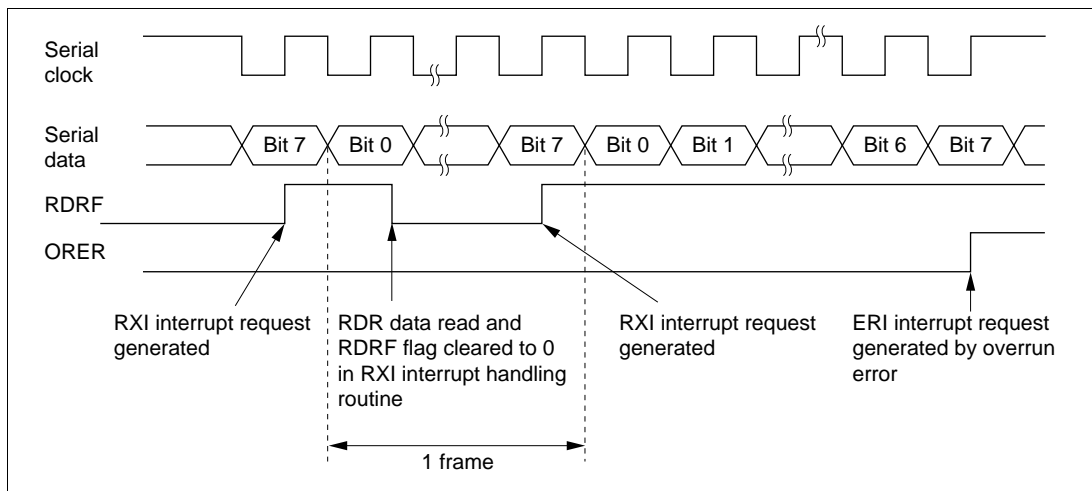 Serial
clock
Serial
data
Bit 7 Bit 0 Bit 7 Bit 0 Bit 1 Bit 6 Bit 7
RDRF
ORER
RXI interrupt request
generated
RDR data read and
RDRF flag cleared to 0
in RXI interrupt handling
routine
RXI interrupt request
generated
ERI interrupt request
generated by overrun
error
1 frame